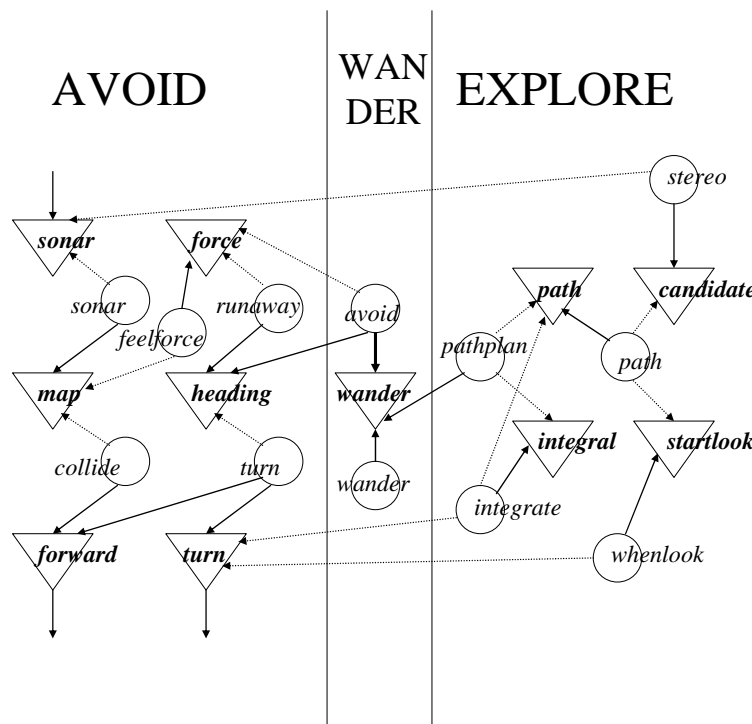 AVOID
WAN
DER
EXPLORE
stereo
sonar
force
path
candidate
sonar
feelforce
runaway
avoid
pathplan
path
map
heading
wander
collide
turn
wander
integral
startlook
integrate
forward
turn
whenlook